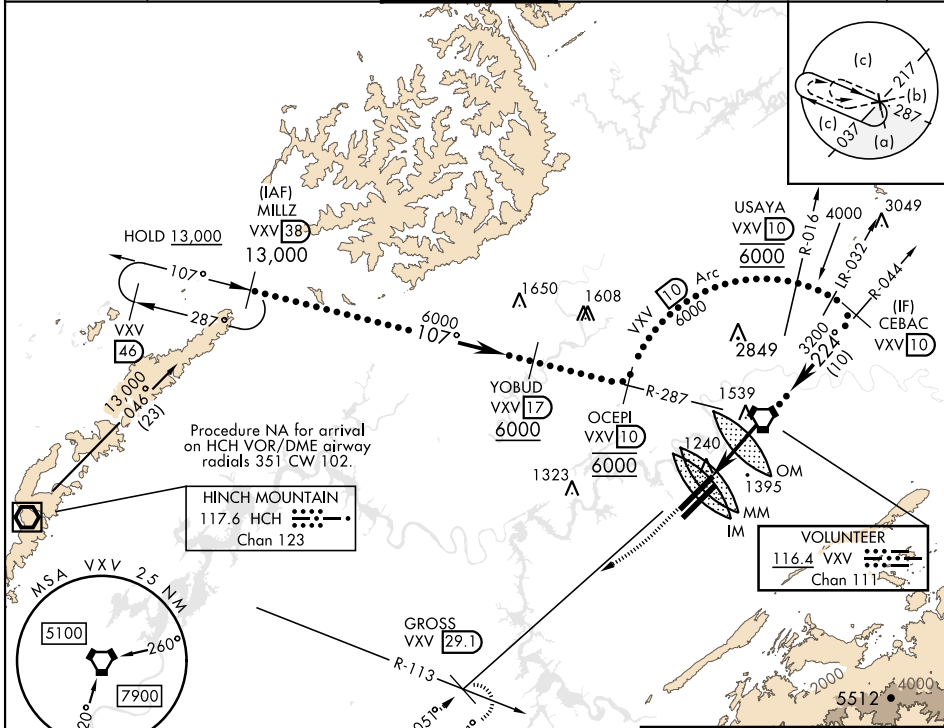 (c)
217
(b)
287
(c)
037
(a)
(IAF)
MILLZ
VXV 38
13,000
HOLD 13,000
107°
287°
VXV
46
13,000
046°
(23)
6000
107°
1650
1608
VXV 10 Arc
6000
USAYA
VXV 10
6000
R-016
4000
LR-032
3049
R-044
(IF)
CEBAC
VXV 10
3200
224°
(10)
2849
YOBUD
VXV 17
6000
OCEPI
VXV 10
6000
R-287
1539
1240
OM
1395
MM
IM
1323
Procedure NA for arrival
on HCH VOR/DME airway
radials 351 CW 102.
HINCH MOUNTAIN
117.6 HCH
Chan 123
VOLUNTEER
116.4 VXV
Chan 111
MSA VXV 25 NM
5100
260°
7900
20°
GROSS
VXV 29.1
R-113
051°
2000
4000
5512